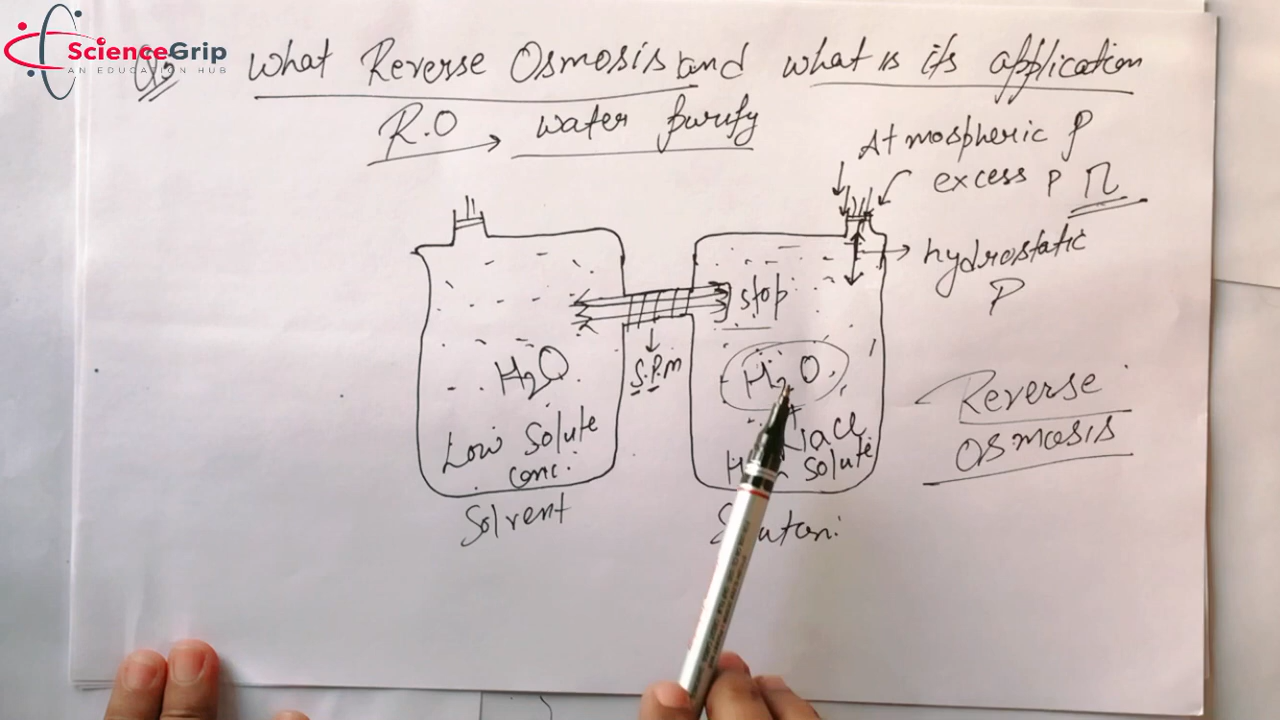 ScienceGrip
AN EDUCATION HUB
What Reverse Osmosis and what is its application
R.O → water purify
Atmospheric P
excess P π
hydrostatic
P
stop
S.P.M
H2O
H2O
Low Solute
conc.
NaCl
solute
Solvent
Reverse
osmosis